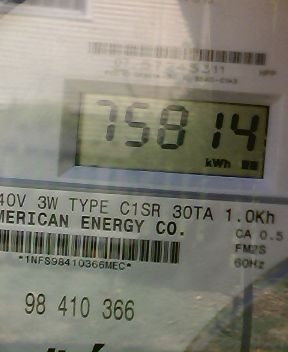 75814
kWh
40V 3W TYPE C1SR 30TA 1.0Kh
MERICAN ENERGY CO.
CA 0.5
FM2S
60Hz
*1NFS98410366MEC*
98 410 366